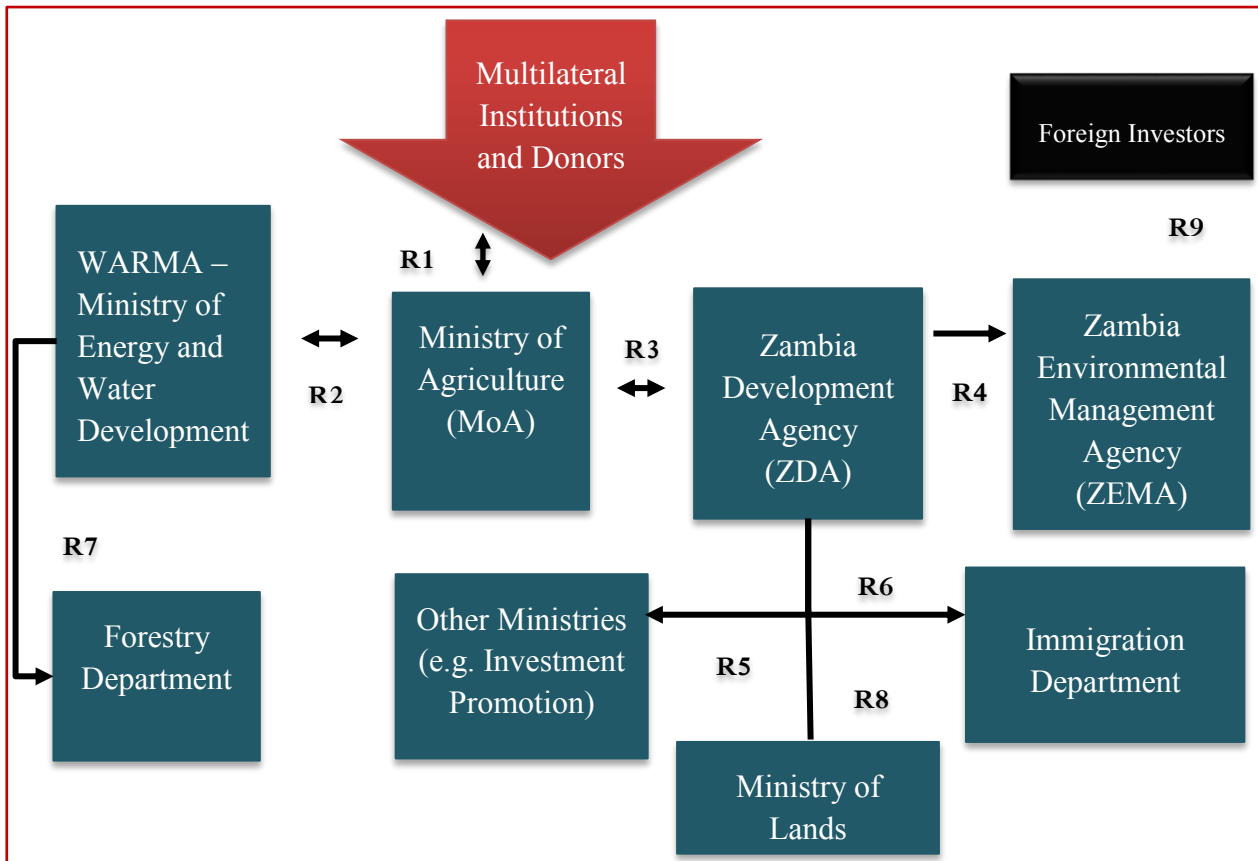 Multilateral
Institutions
and Donors
Foreign Investors
R9
WARMA –
Ministry of
Energy and
Water
Development
R1
R2
Ministry of
Agriculture
(MoA)
R3
Zambia
Development
Agency
(ZDA)
R4
Zambia
Environmental
Management
Agency
(ZEMA)
R7
Forestry
Department
Other Ministries
(e.g. Investment
Promotion)
R5
R6
R8
Immigration
Department
Ministry of
Lands